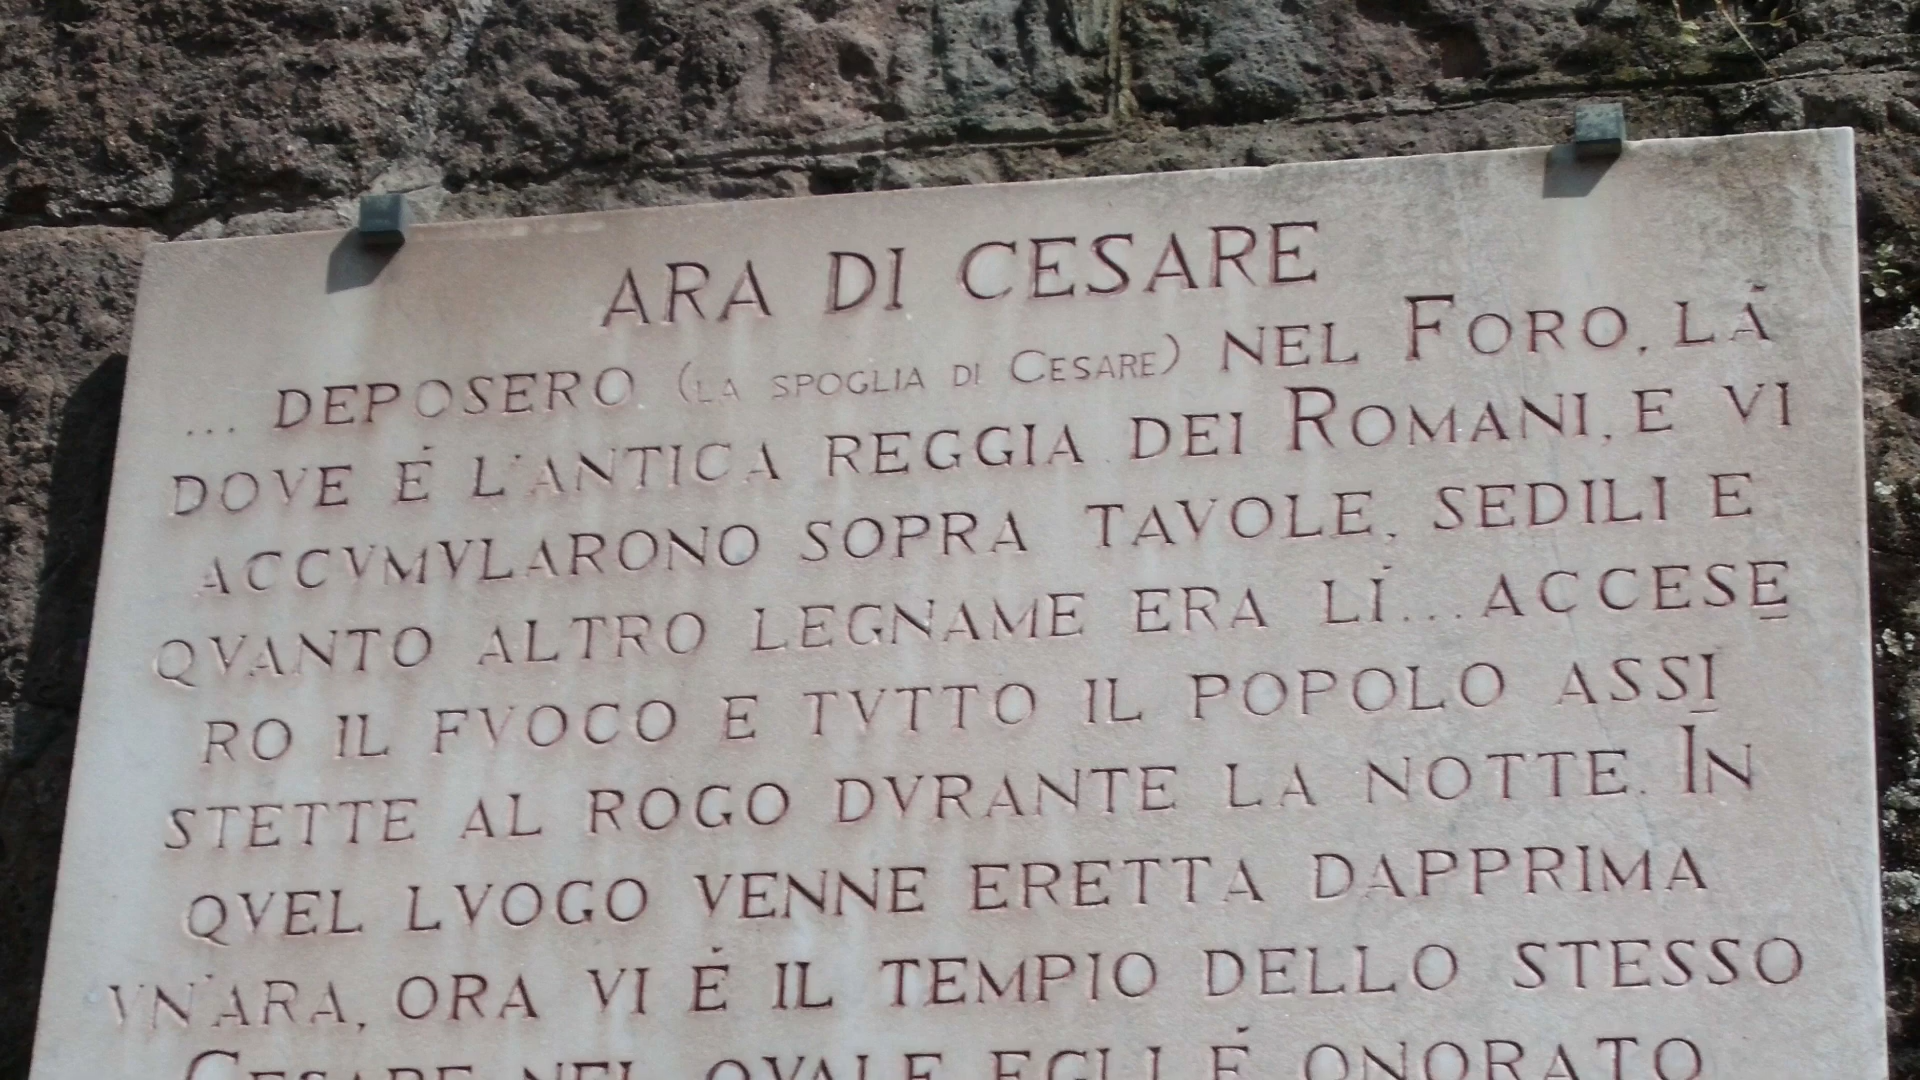 ARA DI CESARE
... DEPOSERO (LA SPOGLIA DI CESARE) NEL FORO, LÀ
DOVE É L'ANTICA REGGIA DEI ROMANI, E VI
ACCVMVLARONO SOPRA TAVOLE, SEDILI E
QVANTO ALTRO LEGNAME ERA LÍ... ACCESE
RO IL FVOCO E TVTTO IL POPOLO ASSI
STETTE AL ROGO DVRANTE LA NOTTE. IN
QVEL LVOGO VENNE ERETTA DAPPRIMA
VN'ARA, ORA VI É IL TEMPIO DELLO STESSO
CESARE NEL QVALE EGLI É ONORATO